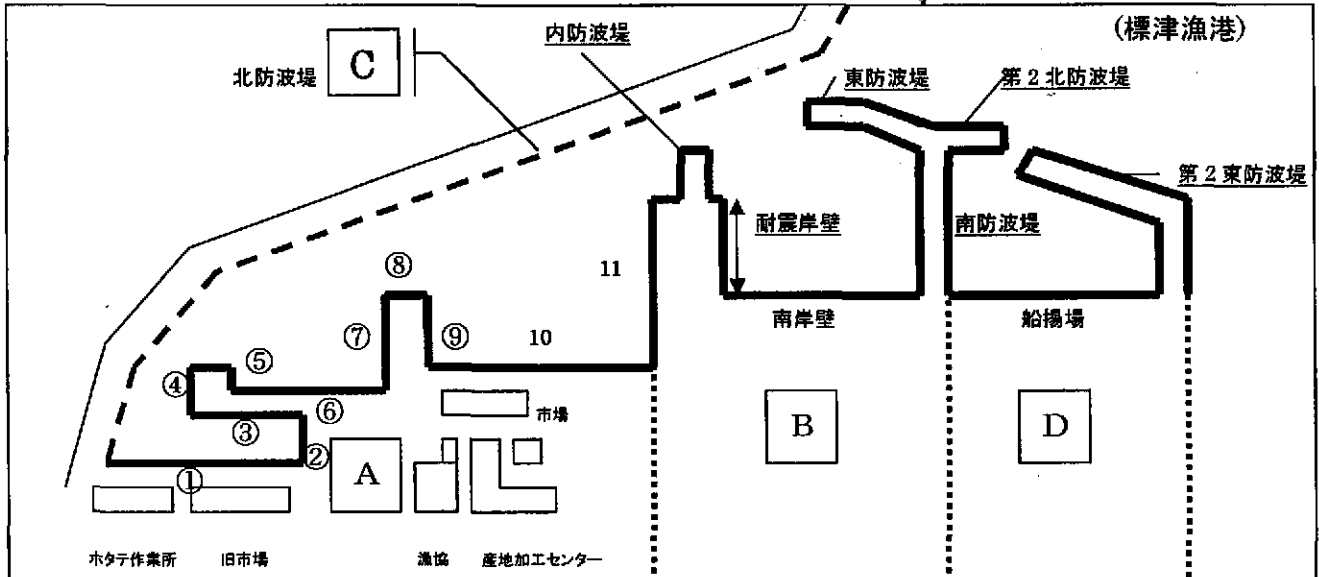 (標津漁港)
内防波堤
北防波堤
C
東防波堤
第2北防波堤
第2東防波堤
耐震岸壁
南防波堤
⑧
11
南岸壁
船揚場
⑦
⑨
10
⑤
④
⑥
市場
③
B
D
②
A
①
ホタテ作業所
旧市場
漁協
産地加工センター